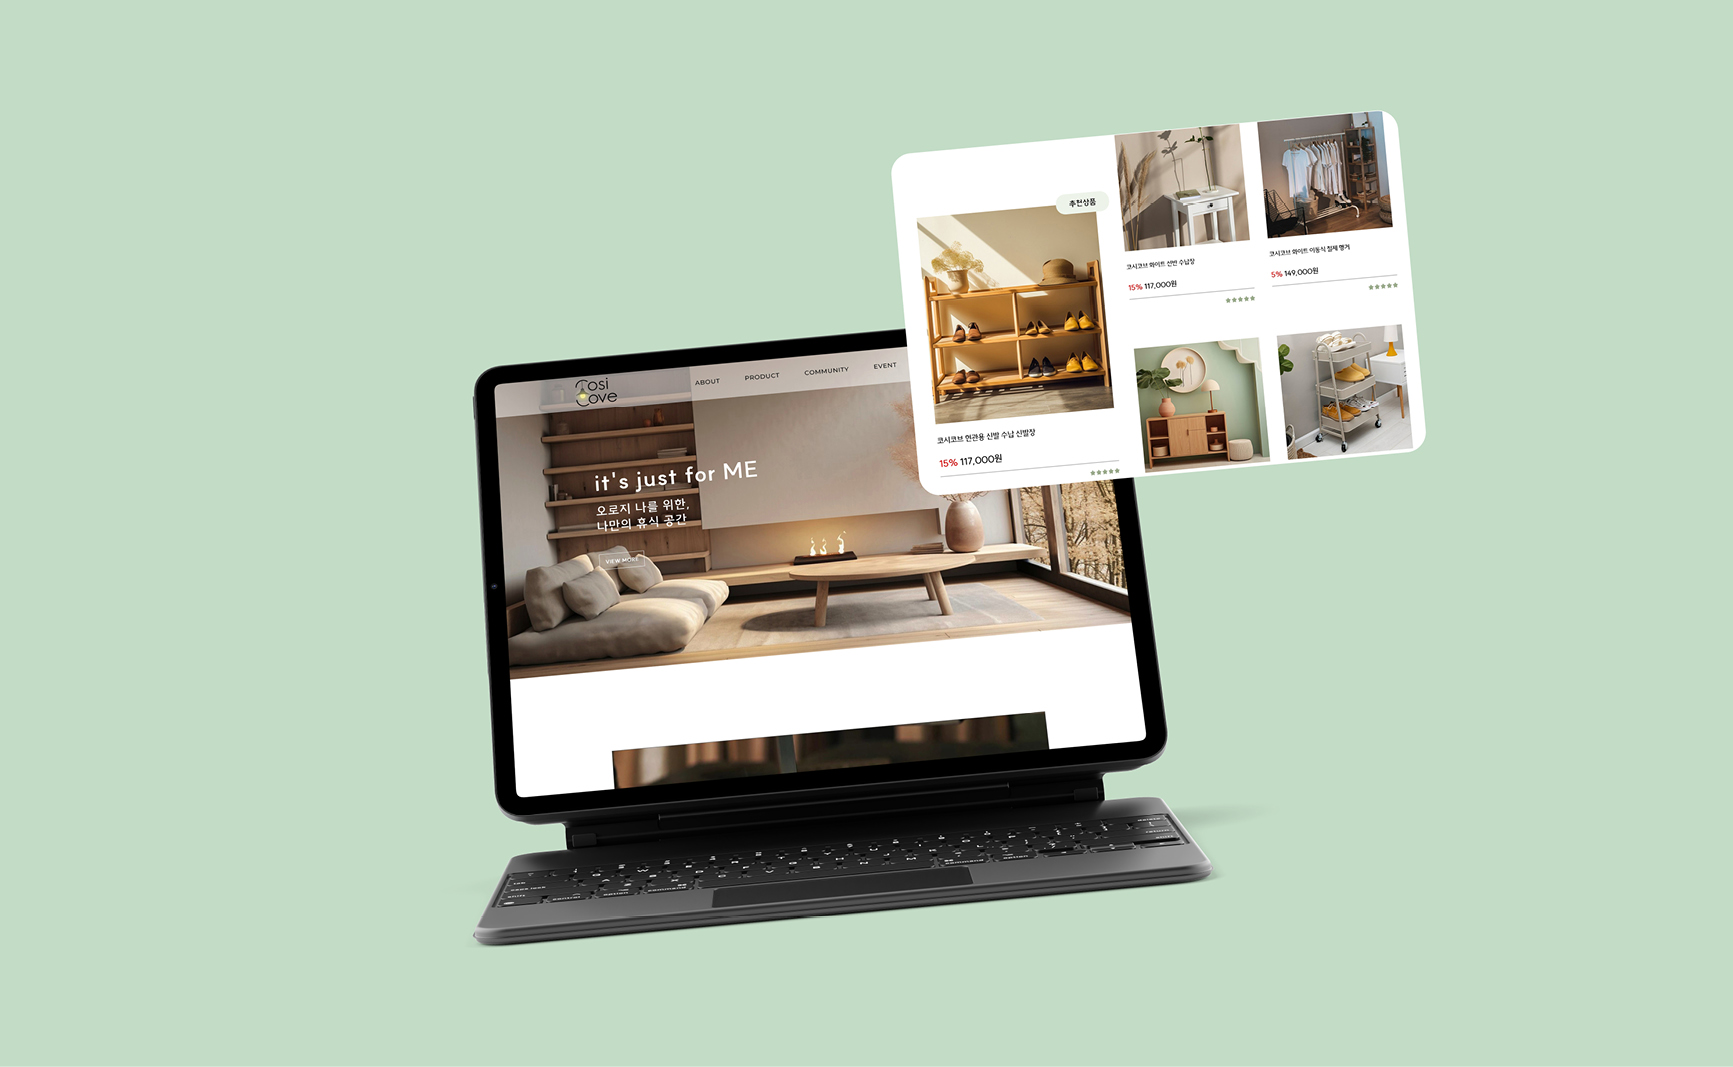 Cosi
Cove
ABOUT
PRODUCT
COMMUNITY
EVENT
it's just for ME
오로지 나를 위한,
나만의 휴식 공간
VIEW MORE
추천상품
코시코브 현관용 신발 수납 신발장
15% 117,000원
★★★★★
코시코브 화이트 선반 수납장
15% 117,000원
★★★★★
코시코브 화이트 이동식 철제 행거
5% 149,000원
★★★★★